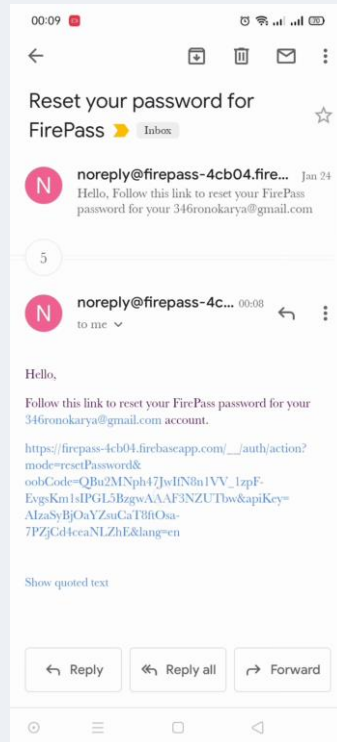 00:09
70
Reset your password for
FirePass Inbox
N
noreply@firepass-4cb04.fire... Jan 24
Hello, Follow this link to reset your FirePass
password for your 346ronokarya@gmail.com
5
N
noreply@firepass-4c... 00:08
to me
Hello,
Follow this link to reset your FirePass password for your
346ronokarya@gmail.com account.
https://firepass-4cb04.firebaseapp.com/__/auth/action?
mode=resetPassword&
oobCode=QBu2MNph47JwIfN8n1VV_1zpF-
EvgsKm1sIPGL5BzgwAAAF3NZUTbw&apiKey=
AIzaSyBjOaYZsuCaT8ftOsa-
7PZjCd4ceaNLZhE&lang=en
Show quoted text
Reply
Reply all
Forward